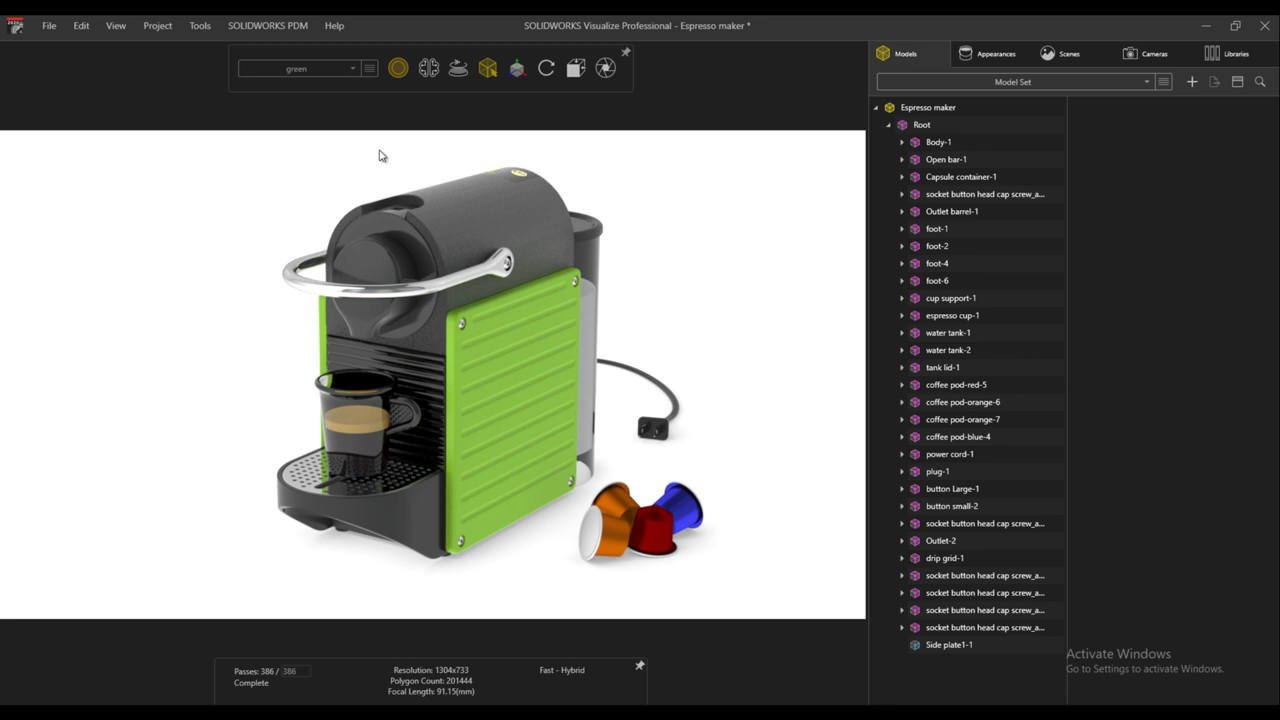 File Edit View Project Tools SOLIDWORKS PDM Help
SOLIDWORKS Visualize Professional - Espresso maker *
green
Models
Appearances
Scenes
Cameras
Libraries
Model Set
Espresso maker
Root
Body-1
Open bar-1
Capsule container-1
socket button head cap screw_a...
Outlet barrel-1
foot-1
foot-2
foot-4
foot-6
cup support-1
espresso cup-1
water tank-1
water tank-2
tank lid-1
coffee pod-red-5
coffee pod-orange-6
coffee pod-orange-7
coffee pod-blue-4
power cord-1
plug-1
button Large-1
button small-2
socket button head cap screw_a...
Outlet-2
drip grid-1
socket button head cap screw_a...
socket button head cap screw_a...
socket button head cap screw_a...
socket button head cap screw_a...
Side plate1-1
Passes: 386 / 386
Complete
Resolution: 1304x733
Polygon Count: 201444
Focal Length: 91.15(mm)
Fast - Hybrid
Activate Windows
Go to Settings to activate Windows.